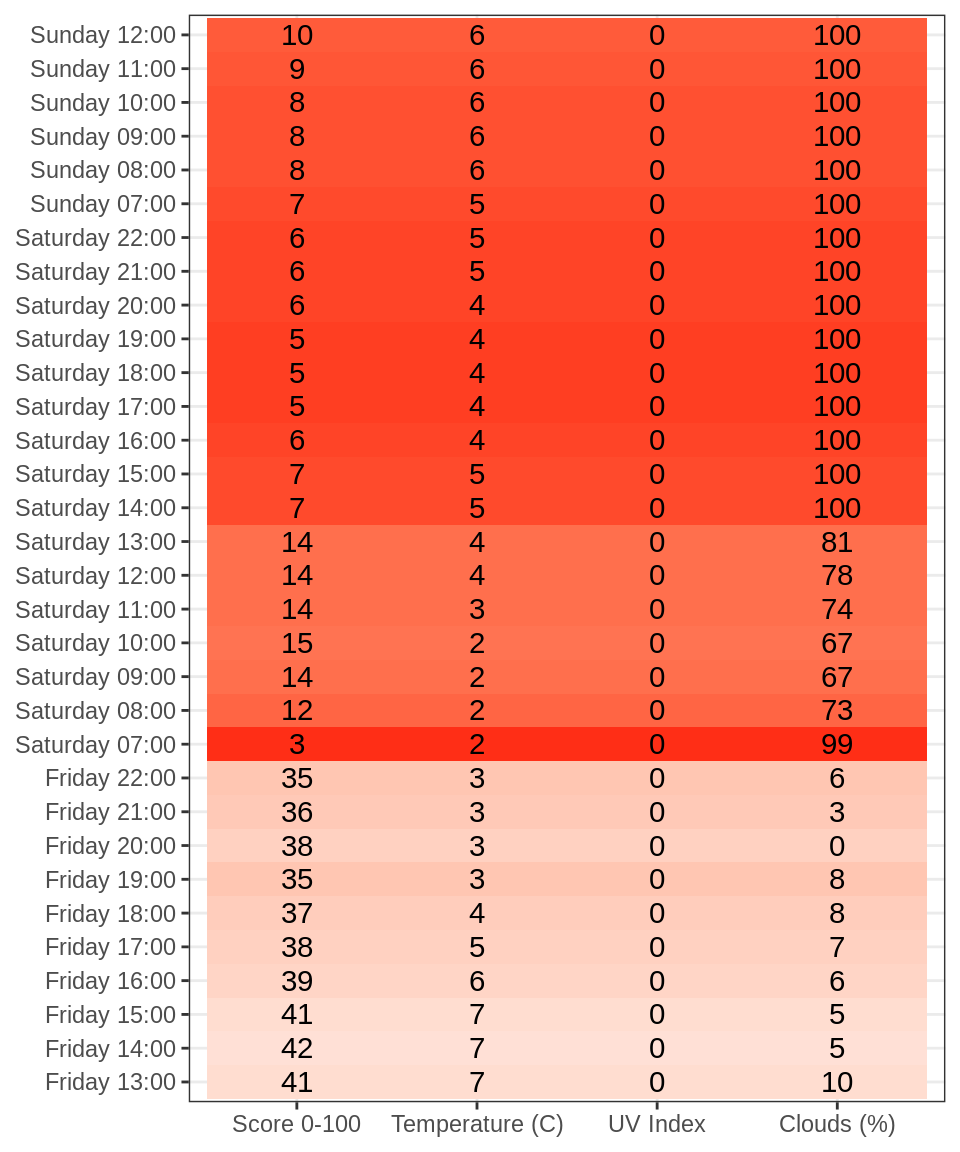 Sunday 12:00 10 6 0 100
Sunday 11:00 9 6 0 100
Sunday 10:00 8 6 0 100
Sunday 09:00 8 6 0 100
Sunday 08:00 8 6 0 100
Sunday 07:00 7 5 0 100
Saturday 22:00 6 5 0 100
Saturday 21:00 6 5 0 100
Saturday 20:00 6 4 0 100
Saturday 19:00 5 4 0 100
Saturday 18:00 5 4 0 100
Saturday 17:00 5 4 0 100
Saturday 16:00 6 4 0 100
Saturday 15:00 7 5 0 100
Saturday 14:00 7 5 0 100
Saturday 13:00 14 4 0 81
Saturday 12:00 14 4 0 78
Saturday 11:00 14 3 0 74
Saturday 10:00 15 2 0 67
Saturday 09:00 14 2 0 67
Saturday 08:00 12 2 0 73
Saturday 07:00 3 2 0 99
Friday 22:00 35 3 0 6
Friday 21:00 36 3 0 3
Friday 20:00 38 3 0 0
Friday 19:00 35 3 0 8
Friday 18:00 37 4 0 8
Friday 17:00 38 5 0 7
Friday 16:00 39 6 0 6
Friday 15:00 41 7 0 5
Friday 14:00 42 7 0 5
Friday 13:00 41 7 0 10
Score 0-100 Temperature (C) UV Index Clouds (%)